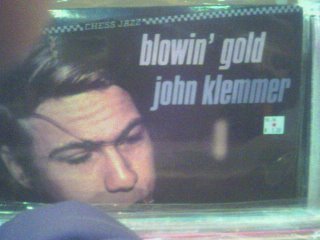 CHESS JAZZ
blowin' gold
john klemmer